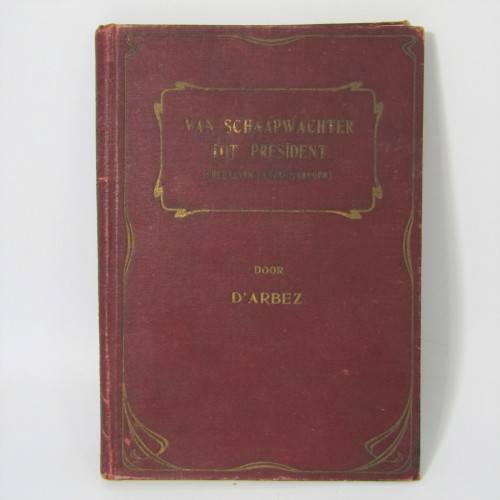 VAN SCHAAPWACHTER
TOT PRESIDENT
DOOR
D'ARBEZ